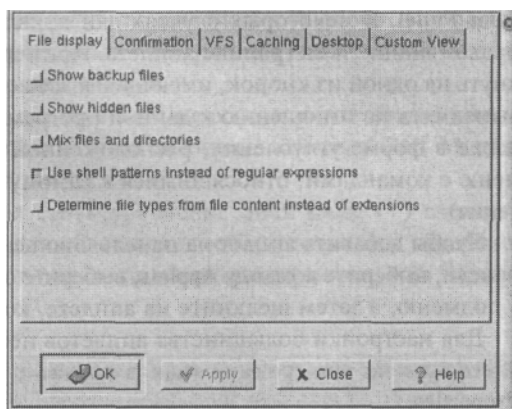 File display Confirmation VFS Caching Desktop Custom View
Show backup files
Show hidden files
Mix files and directories
Use shell patterns instead of regular expressions
Determine file types from file content instead of extensions
OK Apply Close Help